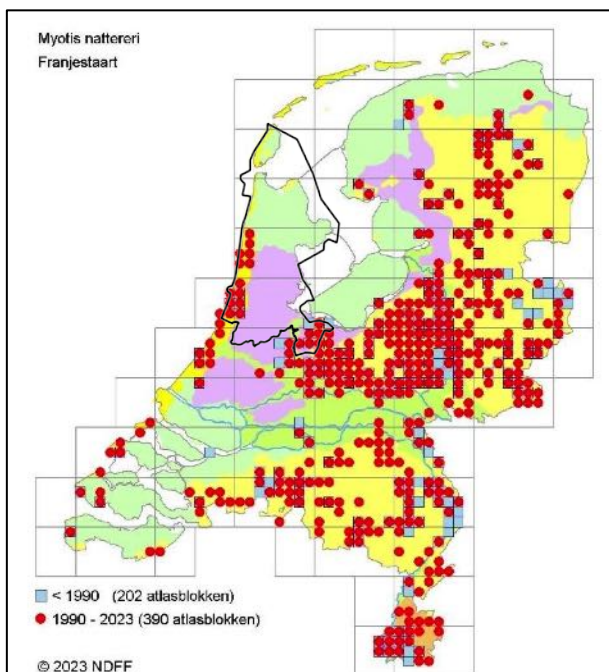 Myotis nattereri
Franjestaart
< 1990 (202 atlasblokken)
1990 - 2023 (390 atlasblokken)
© 2023 NDFF